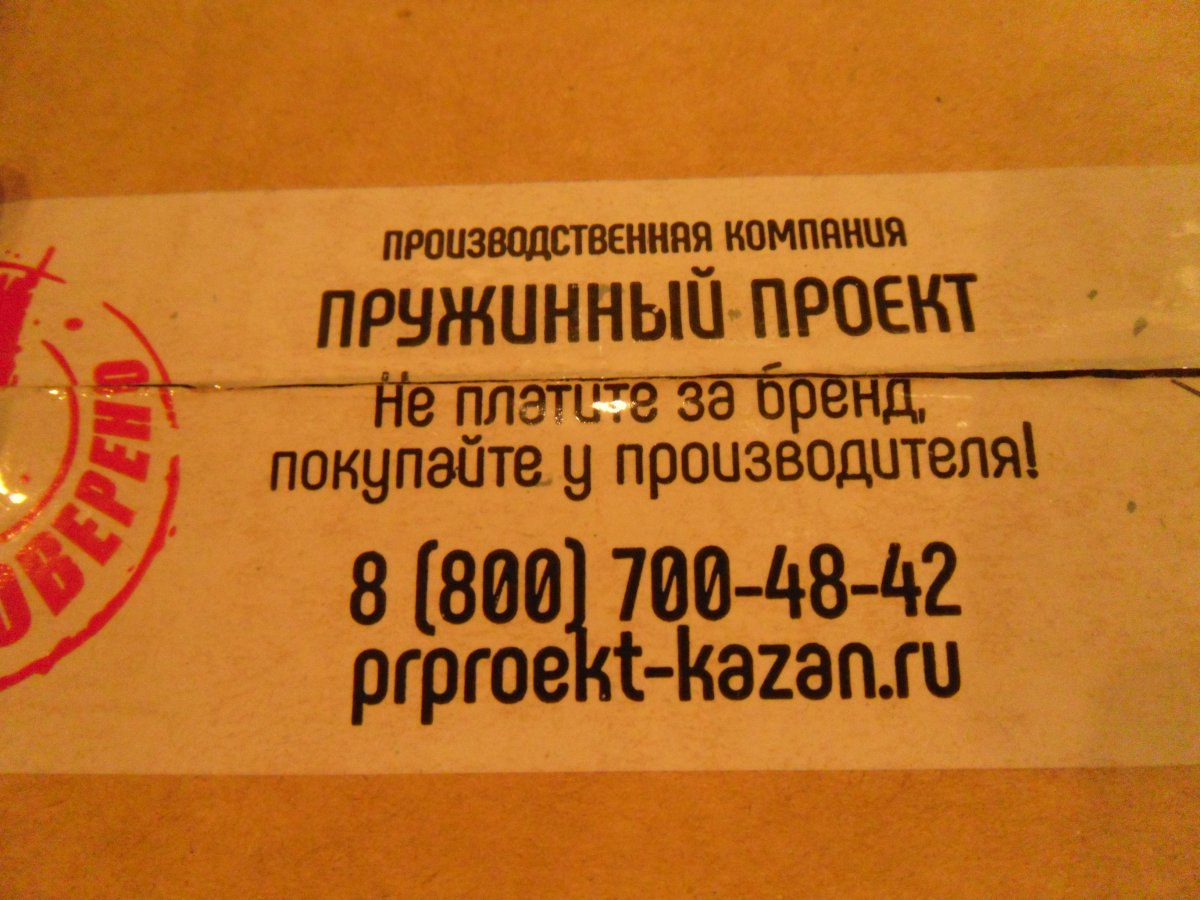 ПРОИЗВОДСТВЕННАЯ КОМПАНИЯ
ПРУЖИННЫЙ ПРОЕКТ
Не платите за бренд,
покупайте у производителя!
8 (800) 700-48-42
prproekt-kazan.ru